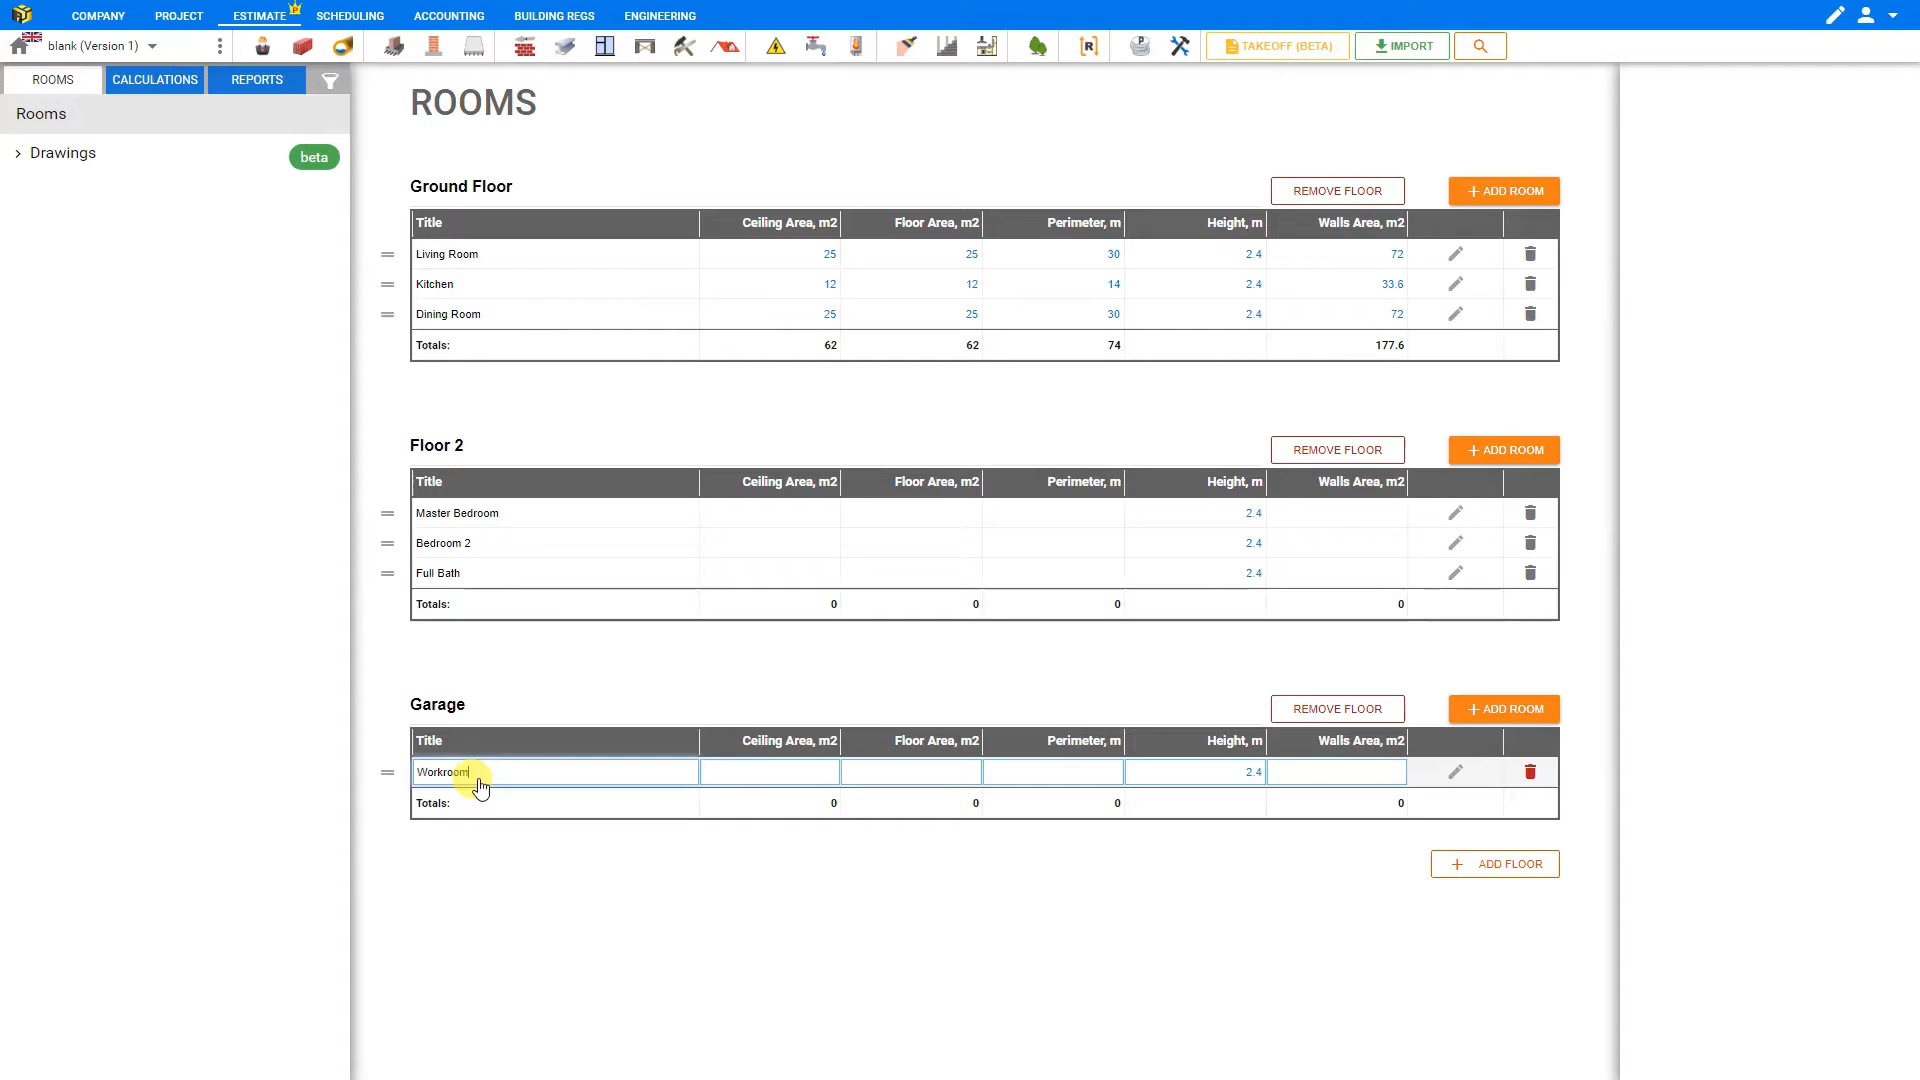 COMPANY PROJECT ESTIMATE SCHEDULING ACCOUNTING BUILDING REGS ENGINEERING
blank (Version 1) [R] TAKEOFF (BETA) IMPORT
ROOMS CALCULATIONS REPORTS
Rooms
Drawings beta
ROOMS
Ground Floor REMOVE FLOOR + ADD ROOM
Title Ceiling Area, m2 Floor Area, m2 Perimeter, m Height, m Walls Area, m2
Living Room 25 25 30 2.4 72
Kitchen 12 12 14 2.4 33.6
Dining Room 25 25 30 2.4 72
Totals: 62 62 74 177.6
Floor 2 REMOVE FLOOR + ADD ROOM
Title Ceiling Area, m2 Floor Area, m2 Perimeter, m Height, m Walls Area, m2
Master Bedroom 2.4
Bedroom 2 2.4
Full Bath 2.4
Totals: 0 0 0 0
Garage REMOVE FLOOR + ADD ROOM
Title Ceiling Area, m2 Floor Area, m2 Perimeter, m Height, m Walls Area, m2
Workroom 2.4
Totals: 0 0 0 0
+ ADD FLOOR